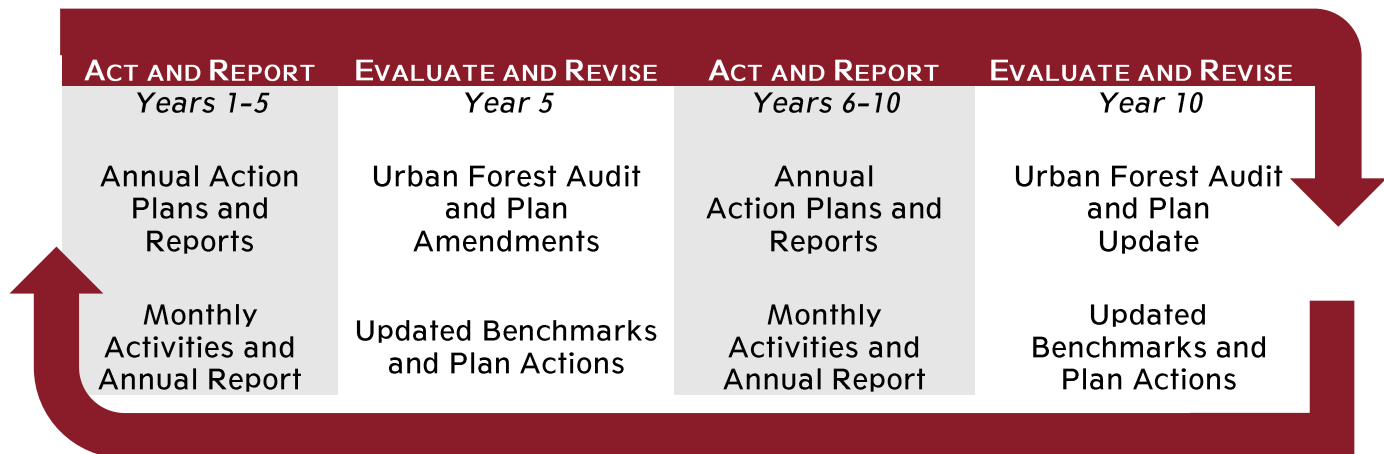 ACT AND REPORT
Years 1–5
Annual Action
Plans and
Reports
Monthly
Activities and
Annual Report
EVALUATE AND REVISE
Year 5
Urban Forest Audit
and Plan
Amendments
Updated Benchmarks
and Plan Actions
ACT AND REPORT
Years 6–10
Annual
Action Plans and
Reports
Monthly
Activities and
Annual Report
EVALUATE AND REVISE
Year 10
Urban Forest Audit
and Plan
Update
Updated
Benchmarks and
Plan Actions